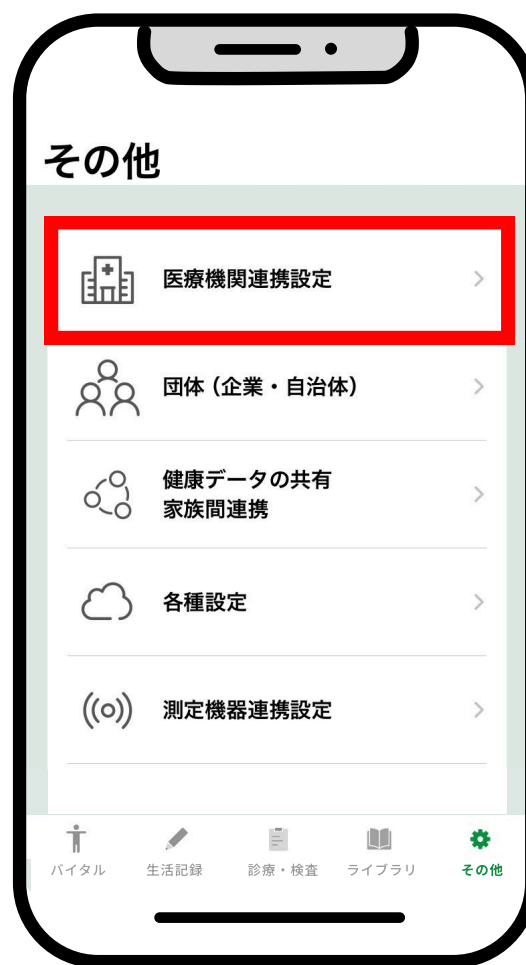 その他
医療機関連携設定
団体（企業・自治体）
健康データの共有
家族間連携
各種設定
測定機器連携設定
バイタル
生活記録
診療・検査
ライブラリ
その他